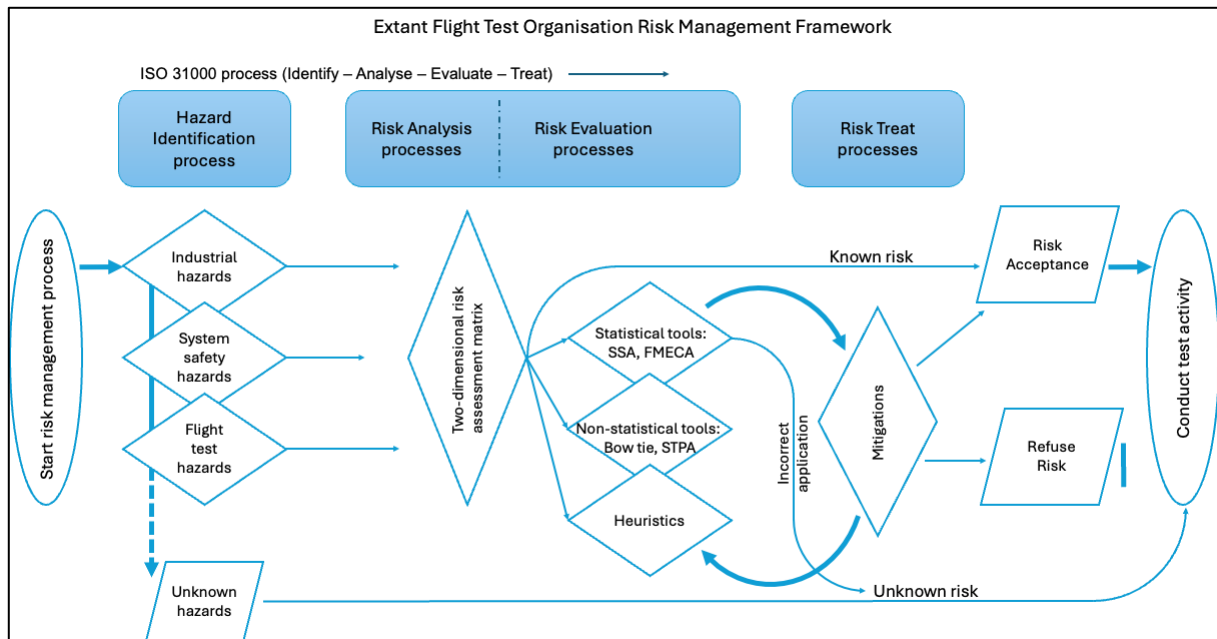 Extant Flight Test Organisation Risk Management Framework
ISO 31000 process (Identify – Analyse – Evaluate – Treat)
Hazard
Identification
process
Risk Analysis
processes
Risk Evaluation
processes
Risk Treat
processes
Start risk management process
Industrial
hazards
System
safety
hazards
Flight
test
hazards
Unknown
hazards
Two-dimensional risk
assessment matrix
Known risk
Statistical tools:
SSA, FMECA
Non-statistical tools:
Bow tie, STPA
Heuristics
Incorrect
application
Mitigations
Unknown risk
Risk
Acceptance
Refuse
Risk
Conduct test activity